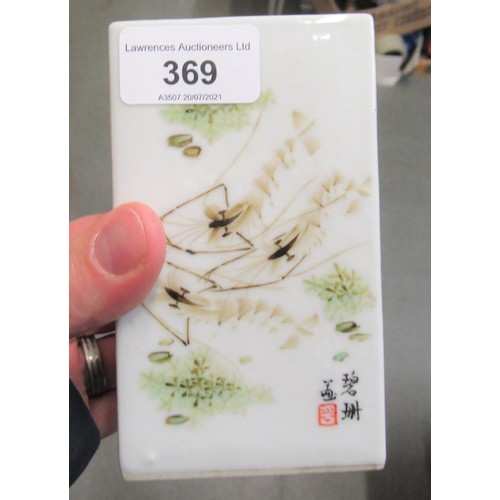 Lawrences Auctioneers Ltd
369
A3507 20/07/2021
碧珊